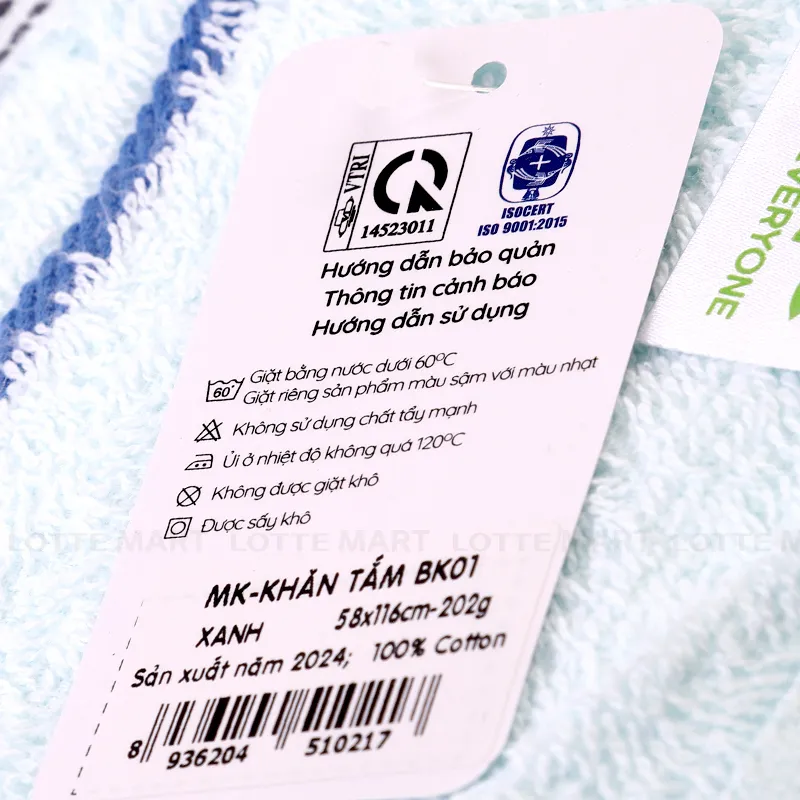 VTRI
14523011
ISOCERT
ISO 9001:2015
Hướng dẫn bảo quản
Thông tin cảnh báo
Hướng dẫn sử dụng
60°
Giặt bằng nước dưới 60ºC
Giặt riêng sản phẩm màu sậm với màu nhạt
Không sử dụng chất tẩy mạnh
Ủi ở nhiệt độ không quá 120ºC
Không được giặt khô
Được sấy khô
LOTTE MART LOTTE MART LOTTE MART LOTTE
MK-KHĂN TẮM BK01
XANH 58x116cm-202g
Sản xuất năm 2024; 100% Cotton
8 936204 510217
EVERYONE